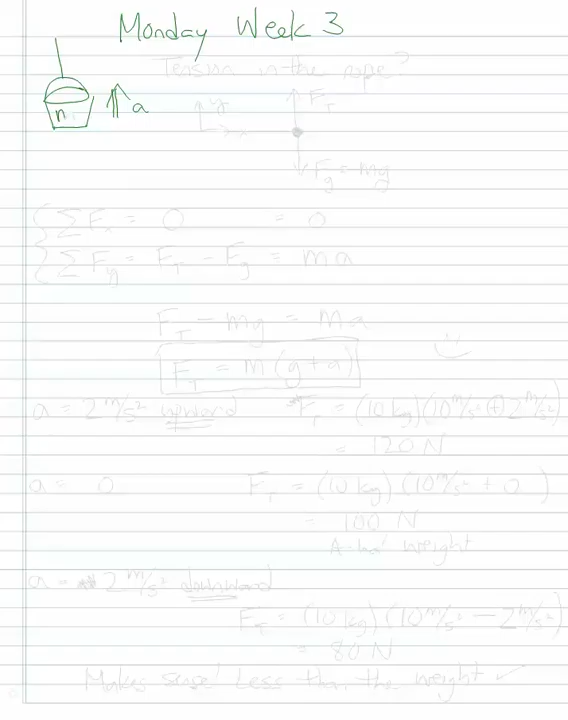 Monday Week 3
Tension in the rope?
m
a
y
x
F_T
F_g = mg
ΣF_x = 0 = 0
ΣF_y = F_T - F_g = ma
F_T - mg = ma
F_T = m(g+a)
a = 2 m/s² upward F_T = (10 kg)(10 m/s² + 2 m/s²)
= 120 N
a = 0 F_T = (10 kg)(10 m/s² + 0)
= 100 N
A-ha! weight
a = 2 m/s² downward
F_T = (10 kg)(10 m/s² - 2 m/s²)
= 80 N
Makes sense! Less than the weight ✓